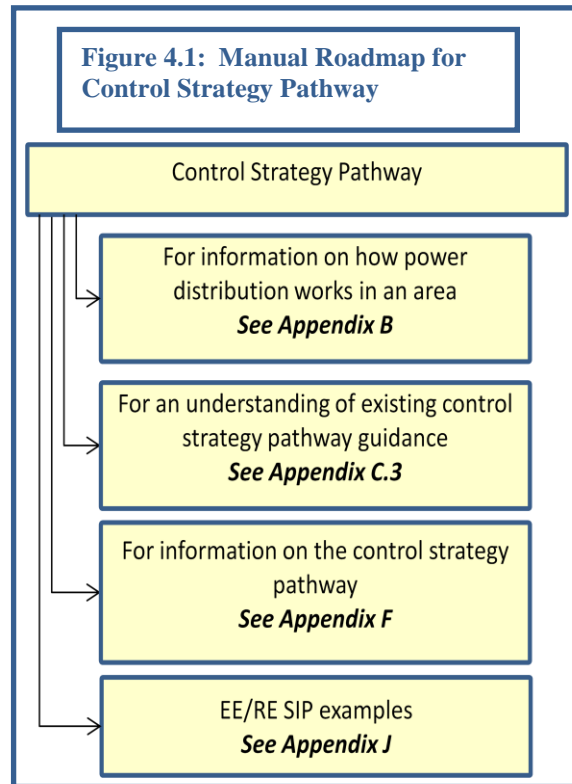 Figure 4.1: Manual Roadmap for
Control Strategy Pathway
Control Strategy Pathway
For information on how power
distribution works in an area
See Appendix B
For an understanding of existing control
strategy pathway guidance
See Appendix C.3
For information on the control strategy
pathway
See Appendix F
EE/RE SIP examples
See Appendix J